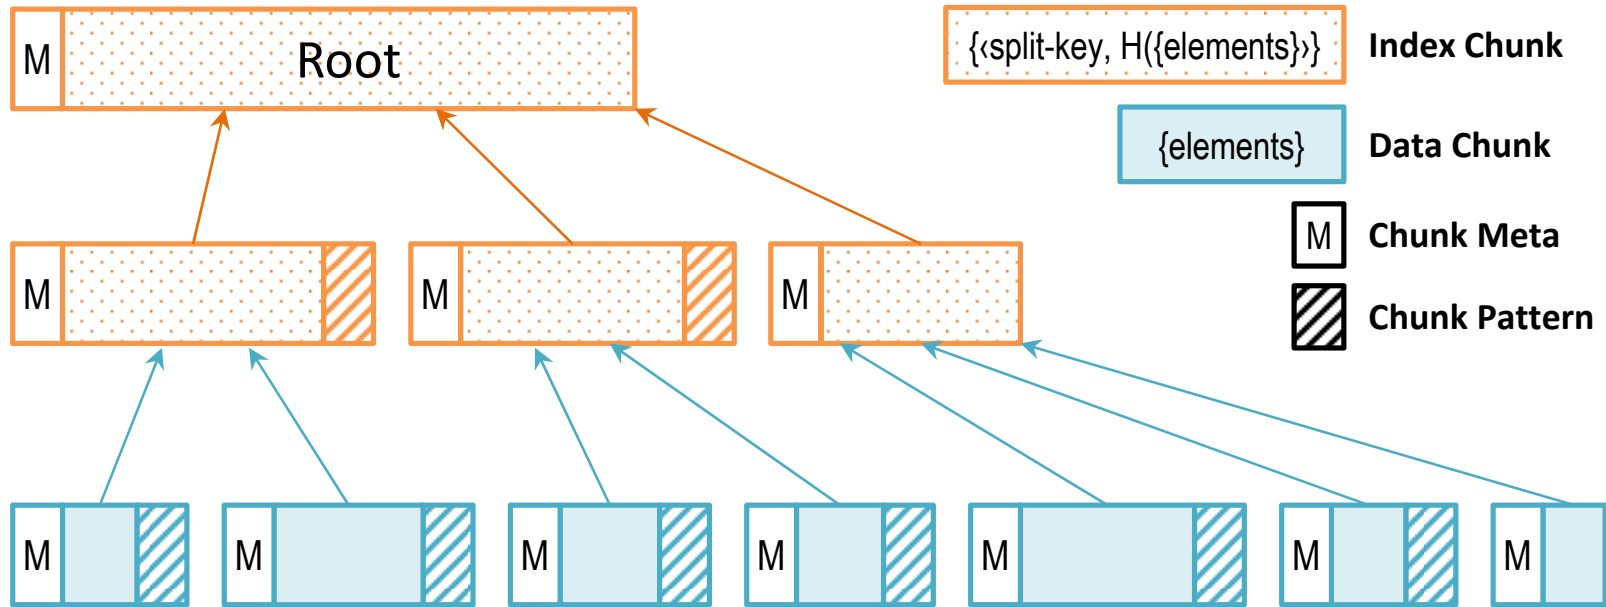 M Root
{‹split-key, H({elements}›} Index Chunk
{elements} Data Chunk
M Chunk Meta
Chunk Pattern
M M M
M M M M M M M